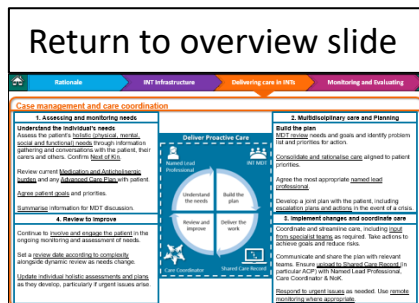 Return to overview slide
Rationale
INT Infrastructure
Delivering care in INTs
Monitoring and Evaluating
Case management and care coordination
1. Assessing and monitoring needs
Understand the individual's needs
Assess the patient's holistic (physical, mental,
social and functional) needs through information
gathering and conversations with the patient, their
carers and others. Confirm Next of Kin.
Review current Medication and Anticholinergic
burden and any Advanced Care Plan with patient.
Agree patient goals and priorities.
Summarise information for MDT discussion.
4. Review to improve
Continue to involve and engage the patient in the
ongoing monitoring and assessment of needs.
Set a review date according to complexity
alongside dynamic review as needs change.
Update individual holistic assessments and plans
as they develop, particularly if urgent issues arise.
Deliver Proactive Care
Named Lead
Professional
INT MDT
Understand
the needs
Build the
plan
Review and
improve
Deliver the
work
Care Coordinator
Shared Care Record
2. Multidisciplinary care and Planning
Build the plan
MDT review needs and goals and identify problem
list and priorities for action.
Consolidate and rationalise care aligned to patient
priorities.
Agree the most appropriate named lead
professional.
Develop a joint plan with the patient, including
escalation plans and actions in the event of a crisis.
3. Implement changes and coordinate care
Coordinate and streamline care, including input
from specialist teams as required. Take actions to
achieve goals and reduce risks.
Communicate and share the plan with relevant
teams. Ensure upload to Shared Care Record (in
particular ACP) with Named Lead Professional,
Care Coordinator & NoK.
Respond to urgent issues as needed. Use remote
monitoring where appropriate.